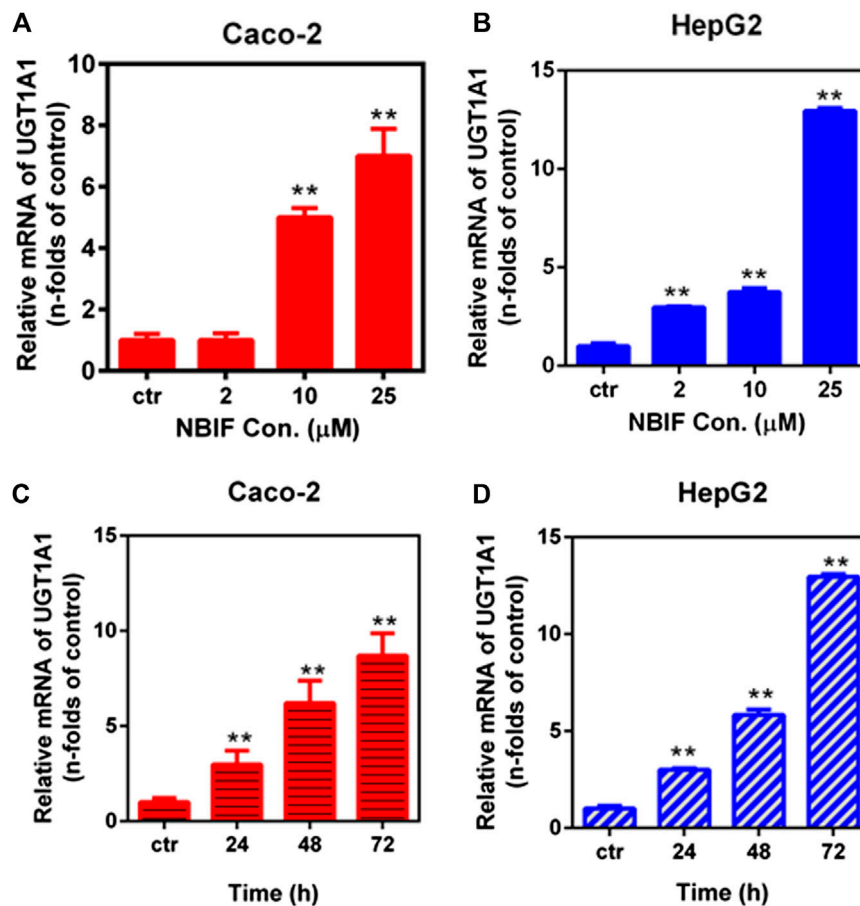 A
Caco-2
Relative mRNA of UGT1A1
(n-folds of control)
10
8
6
4
2
0
**
**
ctr 2 10 25
NBIF Con. (μM)
B
HepG2
Relative mRNA of UGT1A1
(n-folds of control)
15
10
5
0
**
**
**
ctr 2 10 25
NBIF Con. (μM)
C
Caco-2
Relative mRNA of UGT1A1
(n-folds of control)
15
10
5
0
**
**
**
ctr 24 48 72
Time (h)
D
HepG2
Relative mRNA of UGT1A1
(n-folds of control)
15
10
5
0
**
**
**
ctr 24 48 72
Time (h)